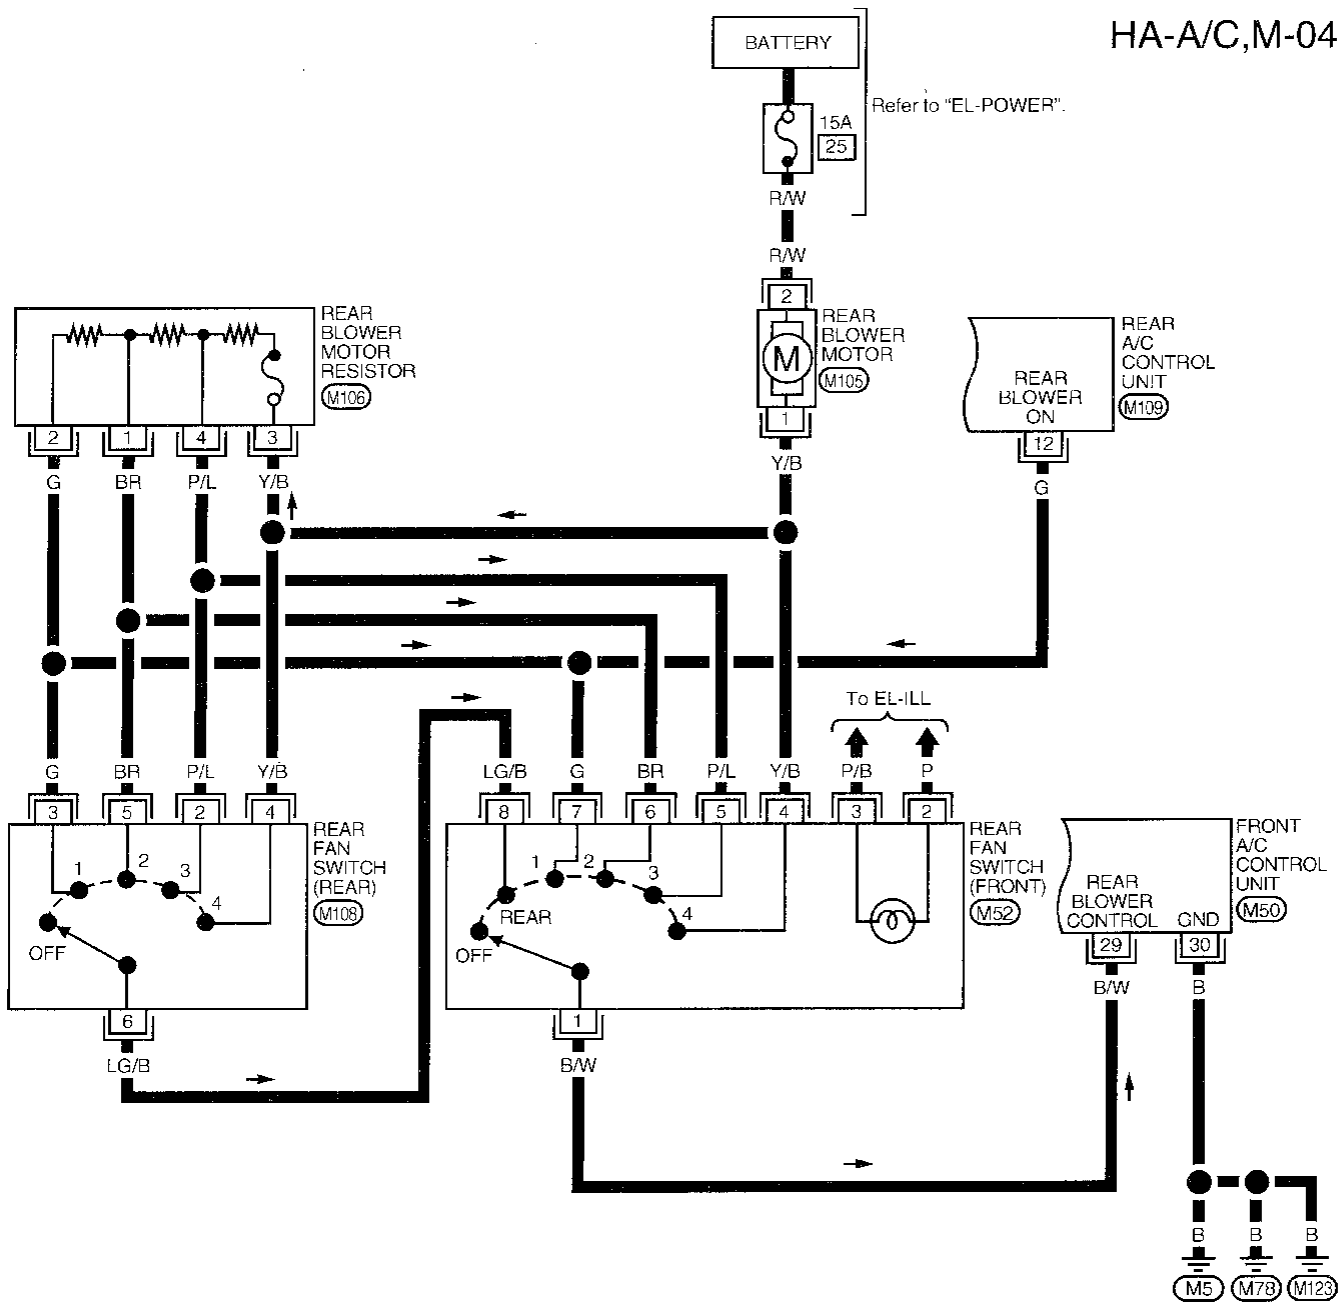 HA-A/C,M-04
BATTERY
Refer to "EL-POWER".
15A
25
R/W
R/W
2
REAR
BLOWER
MOTOR
M105
M
1
Y/B
REAR
BLOWER
MOTOR
RESISTOR
M106
2 1 4 3
G BR P/L Y/B
REAR
A/C
CONTROL
UNIT
M109
REAR
BLOWER
ON
12
G
To EL-ILL
G BR P/L Y/B
3 5 2 4
REAR
FAN
SWITCH
(REAR)
M108
1 2 3 4
OFF
6
LG/B
LG/B G BR P/L Y/B P/B P
8 7 6 5 4 3 2
REAR
FAN
SWITCH
(FRONT)
M52
1 2 3 4
REAR
OFF
1
B/W
FRONT
A/C
CONTROL
UNIT
M50
REAR
BLOWER
CONTROL
GND
29 30
B/W B
B B B
M5 M78 M123